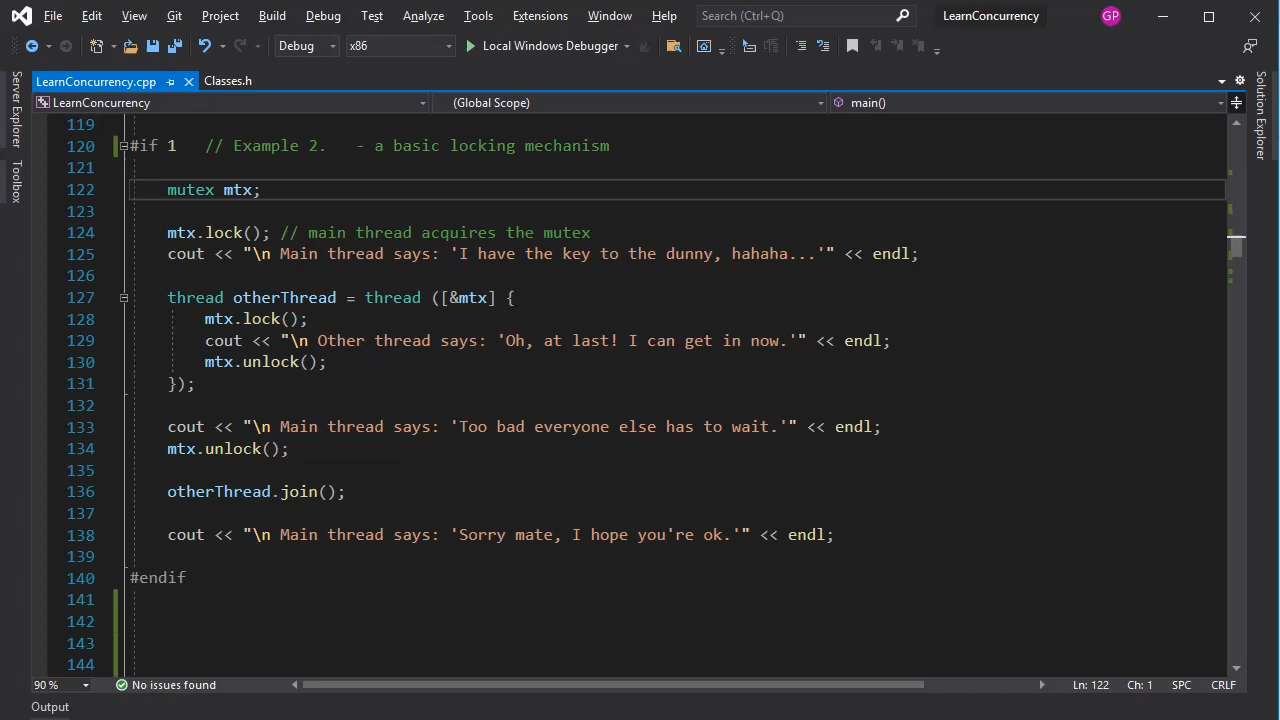 File Edit View Git Project Build Debug Test Analyze Tools Extensions Window Help Search (Ctrl+Q) LearnConcurrency GP
Debug x86 Local Windows Debugger
LearnConcurrency.cpp Classes.h
LearnConcurrency (Global Scope) main()
Server Explorer
Toolbox
Solution Explorer
119
120 #if 1 // Example 2. - a basic locking mechanism
121
122 mutex mtx;
123
124 mtx.lock(); // main thread acquires the mutex
125 cout << "\n Main thread says: 'I have the key to the dunny, hahaha...'" << endl;
126
127 thread otherThread = thread ([&mtx] {
128 mtx.lock();
129 cout << "\n Other thread says: 'Oh, at last! I can get in now.'" << endl;
130 mtx.unlock();
131 });
132
133 cout << "\n Main thread says: 'Too bad everyone else has to wait.'" << endl;
134 mtx.unlock();
135
136 otherThread.join();
137
138 cout << "\n Main thread says: 'Sorry mate, I hope you're ok.'" << endl;
139
140 #endif
141
142
143
144
90 % No issues found Ln: 122 Ch: 1 SPC CRLF
Output